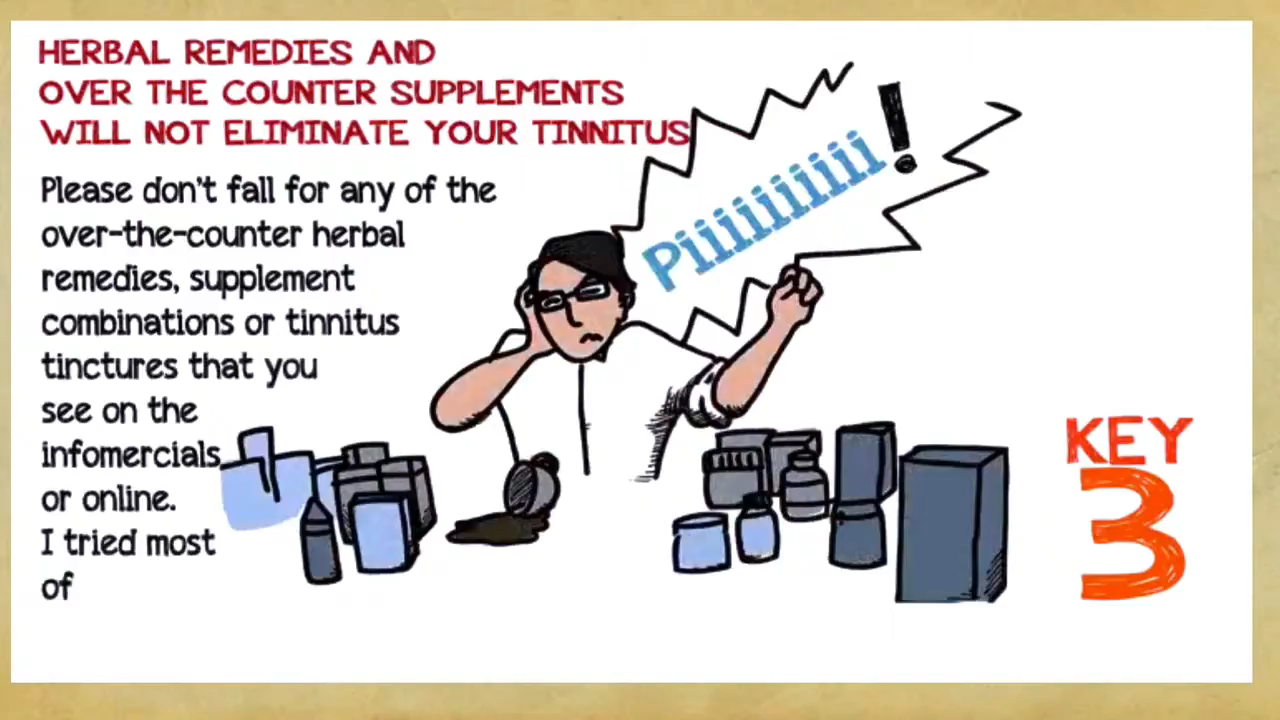 HERBAL REMEDIES AND
OVER THE COUNTER SUPPLEMENTS
WILL NOT ELIMINATE YOUR TINNITUS
Piiiiiiiii!
Please don't fall for any of the
over-the-counter herbal
remedies, supplement
combinations or tinnitus
tinctures that you
see on the
infomercials
or online.
I tried most
of
KEY
3